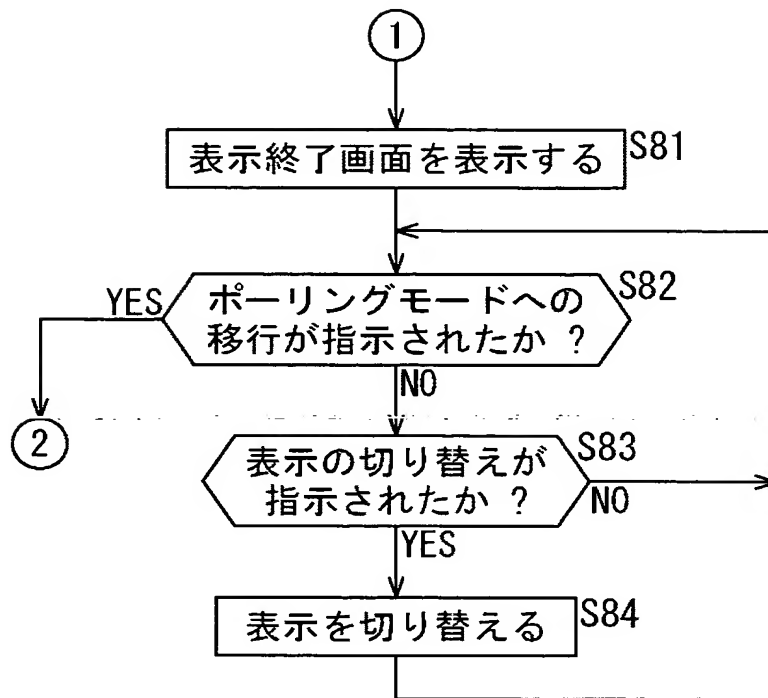 1
表示終了画面を表示する
S81
ポーリングモードへの
移行が指示されたか ?
S82
YES
NO
2
表示の切り替えが
指示されたか ?
S83
NO
YES
表示を切り替える
S84